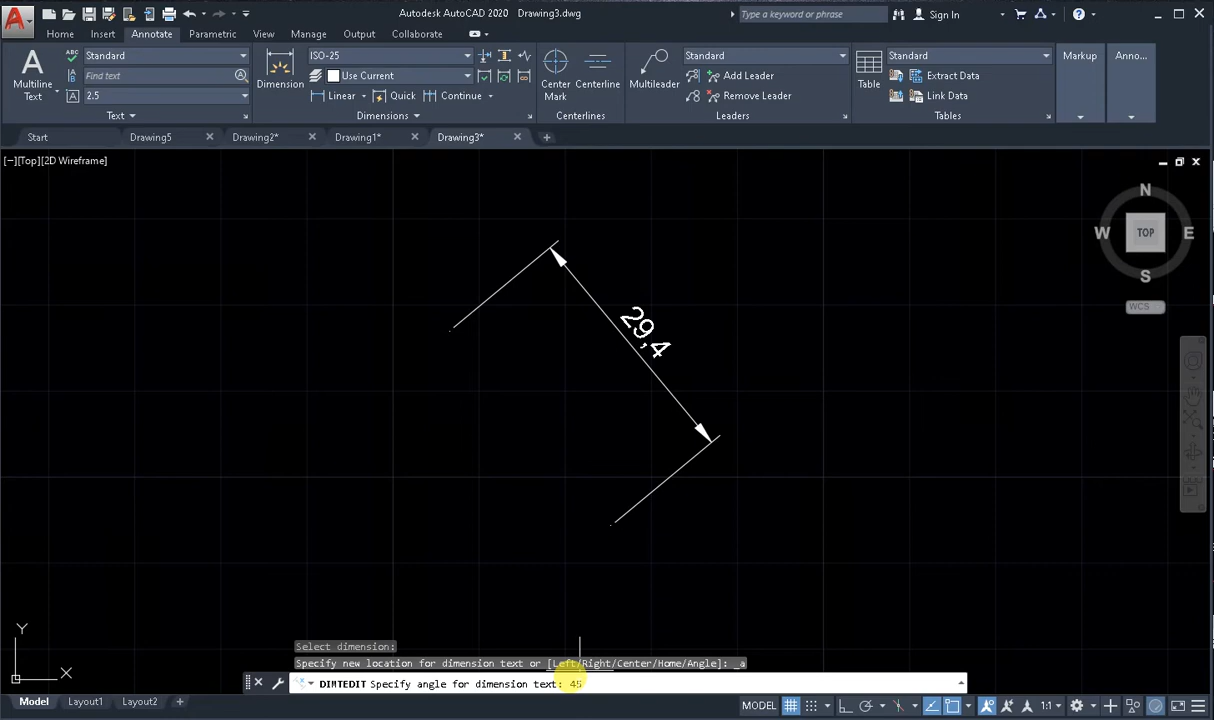 Autodesk AutoCAD 2020 Drawing3.dwg
Type a keyword or phrase
Sign In
Home Insert Annotate Parametric View Manage Output Collaborate
Multiline Text
Standard
Find text
2.5
Text
Dimension
ISO-25
Use Current
Linear Quick Continue
Dimensions
Center Mark
Centerline
Centerlines
Multileader
Standard
Add Leader
Remove Leader
Leaders
Table
Standard
Extract Data
Link Data
Tables
Markup
Anno...
Start Drawing5 Drawing2* Drawing1* Drawing3*
[−][Top][2D Wireframe]
N
W TOP E
S
WCS
29,4
Y
X
Select dimension:
Specify new location for dimension text or [Left/Right/Center/Home/Angle]: _a
DIMTEDIT Specify angle for dimension text: 45
Model Layout1 Layout2 +
MODEL 1:1